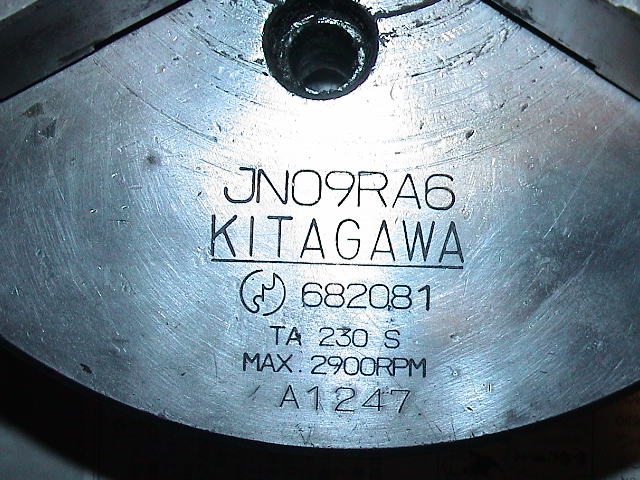 JN09RA6
KITAGAWA
682081
TA 230 S
MAX. 2900RPM
A1247